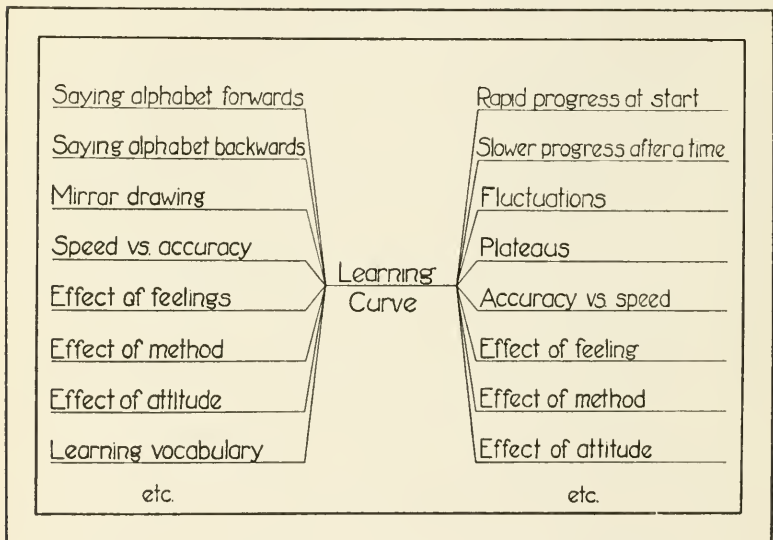 Saying alphabet forwards
Saying alphabet backwards
Mirror drawing
Speed vs. accuracy
Effect of feelings
Effect of method
Effect of attitude
Learning vocabulary
etc.
Learning
Curve
Rapid progress at start
Slower progress after a time
Fluctuations
Plateaus
Accuracy vs. speed
Effect of feeling
Effect of method
Effect of attitude
etc.